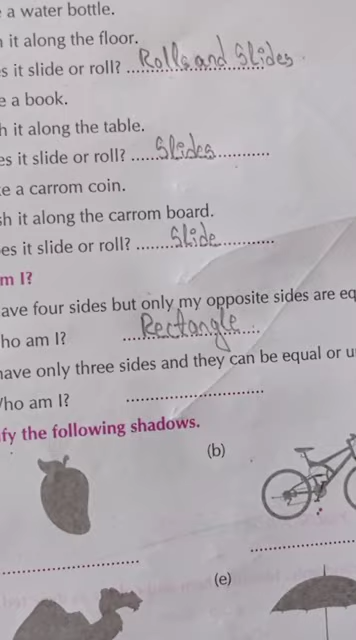 a water bottle.
it along the floor.
s it slide or roll? Rolls and Slides
e a book.
h it along the table.
es it slide or roll? Slides
e a carrom coin.
sh it along the carrom board.
es it slide or roll? Slide
m I?
ave four sides but only my opposite sides are eq
ho am I? Rectangle
have only three sides and they can be equal or u
Who am I?
fy the following shadows.
(b)
(e)